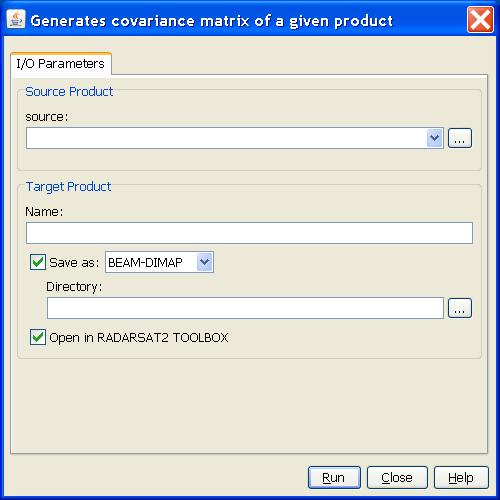 Generates covariance matrix of a given product
I/O Parameters
Source Product
source:
...
Target Product
Name:
Save as: BEAM-DIMAP
Directory:
...
Open in RADARSAT2 TOOLBOX
Run Close Help